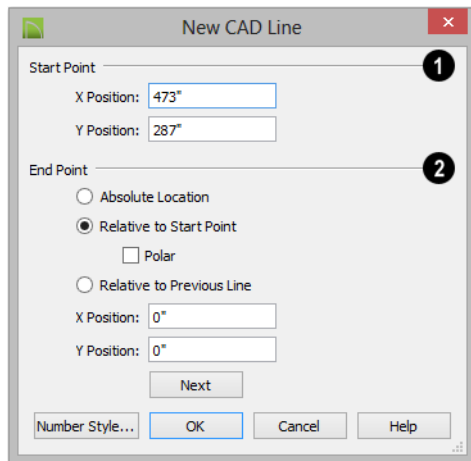 New CAD Line
Start Point 1
X Position: 473"
Y Position: 287"
End Point 2
Absolute Location
Relative to Start Point
Polar
Relative to Previous Line
X Position: 0"
Y Position: 0"
Next
Number Style... OK Cancel Help